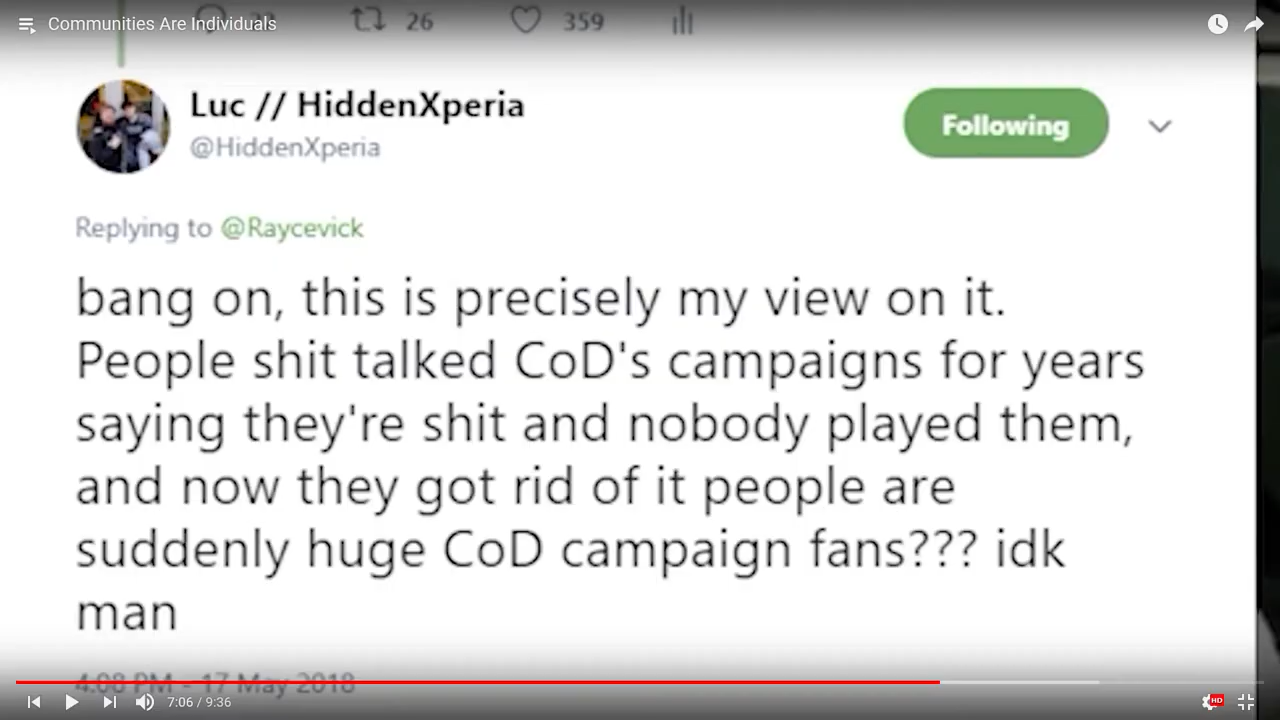 Communities Are Individuals
26 359
Luc // HiddenXperia
@HiddenXperia
Following
Replying to @Raycevick
bang on, this is precisely my view on it.
People shit talked CoD's campaigns for years
saying they're shit and nobody played them,
and now they got rid of it people are
suddenly huge CoD campaign fans??? idk
man
4:08 PM - 17 May 2018
7:06 / 9:36
HD